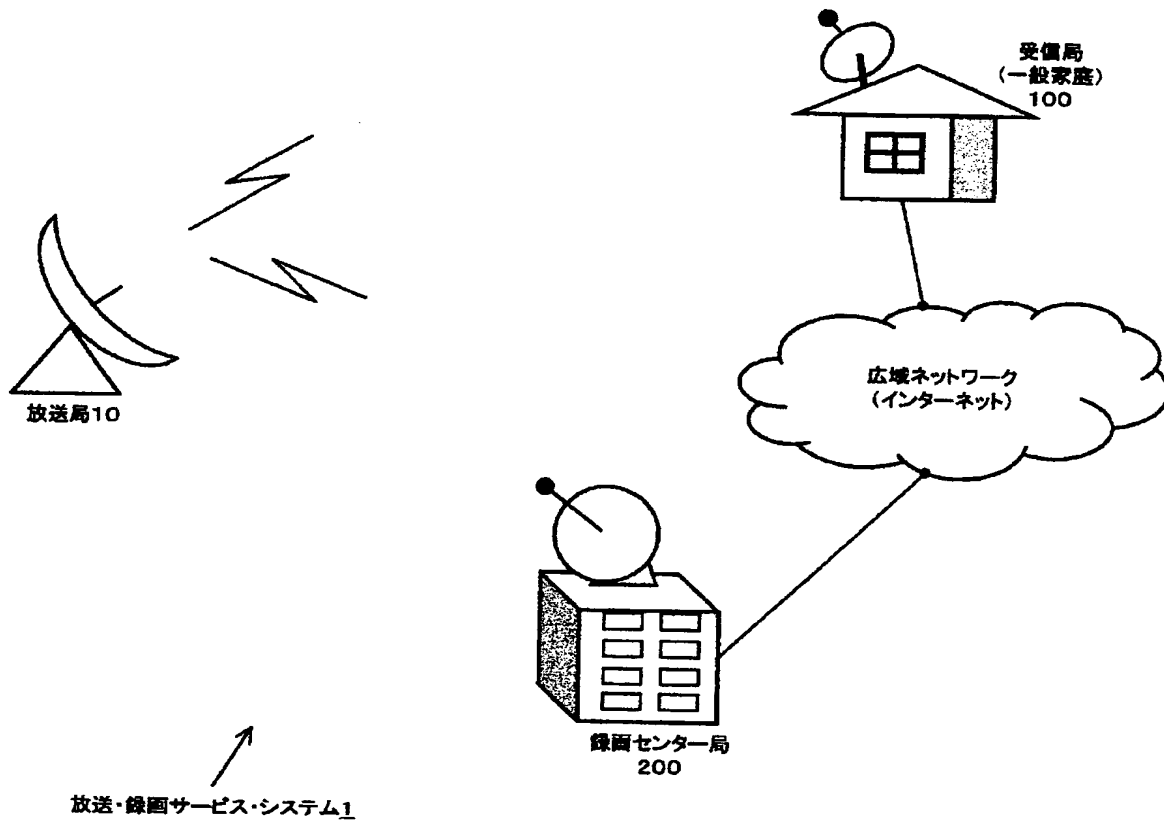 受信局
(一般家庭)
100
放送局10
広域ネットワーク
(インターネット)
録画センター局
200
放送・録画サービス・システム1